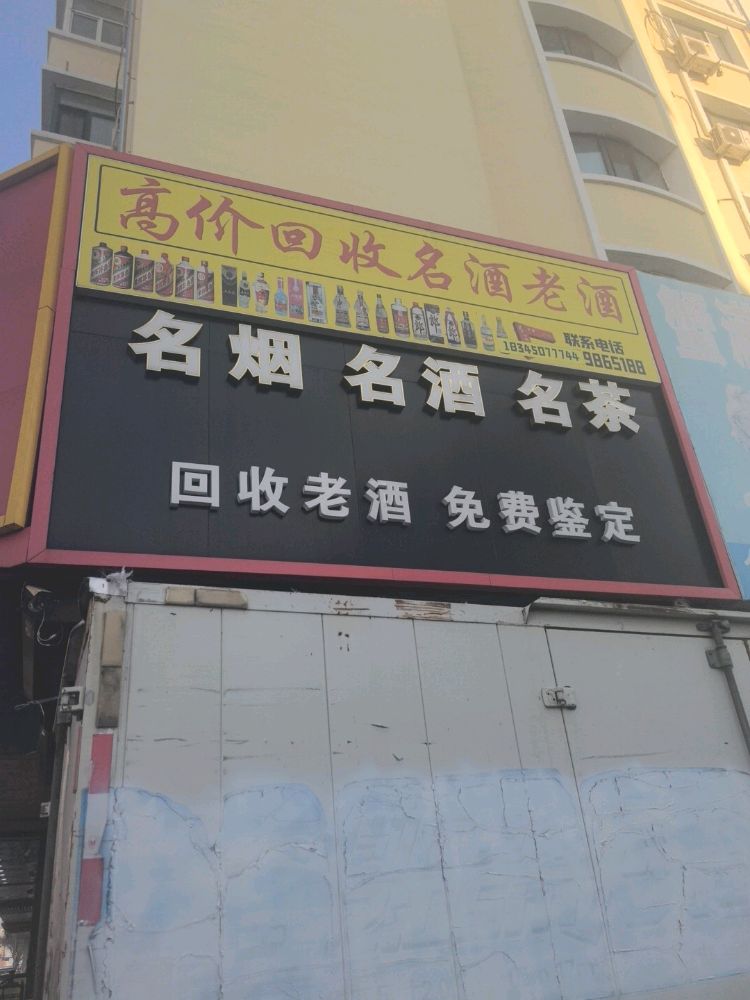 高价回收名酒老酒
联系电话
18345077744 9865188
名烟 名酒 名茶
回收老酒 免费鉴定